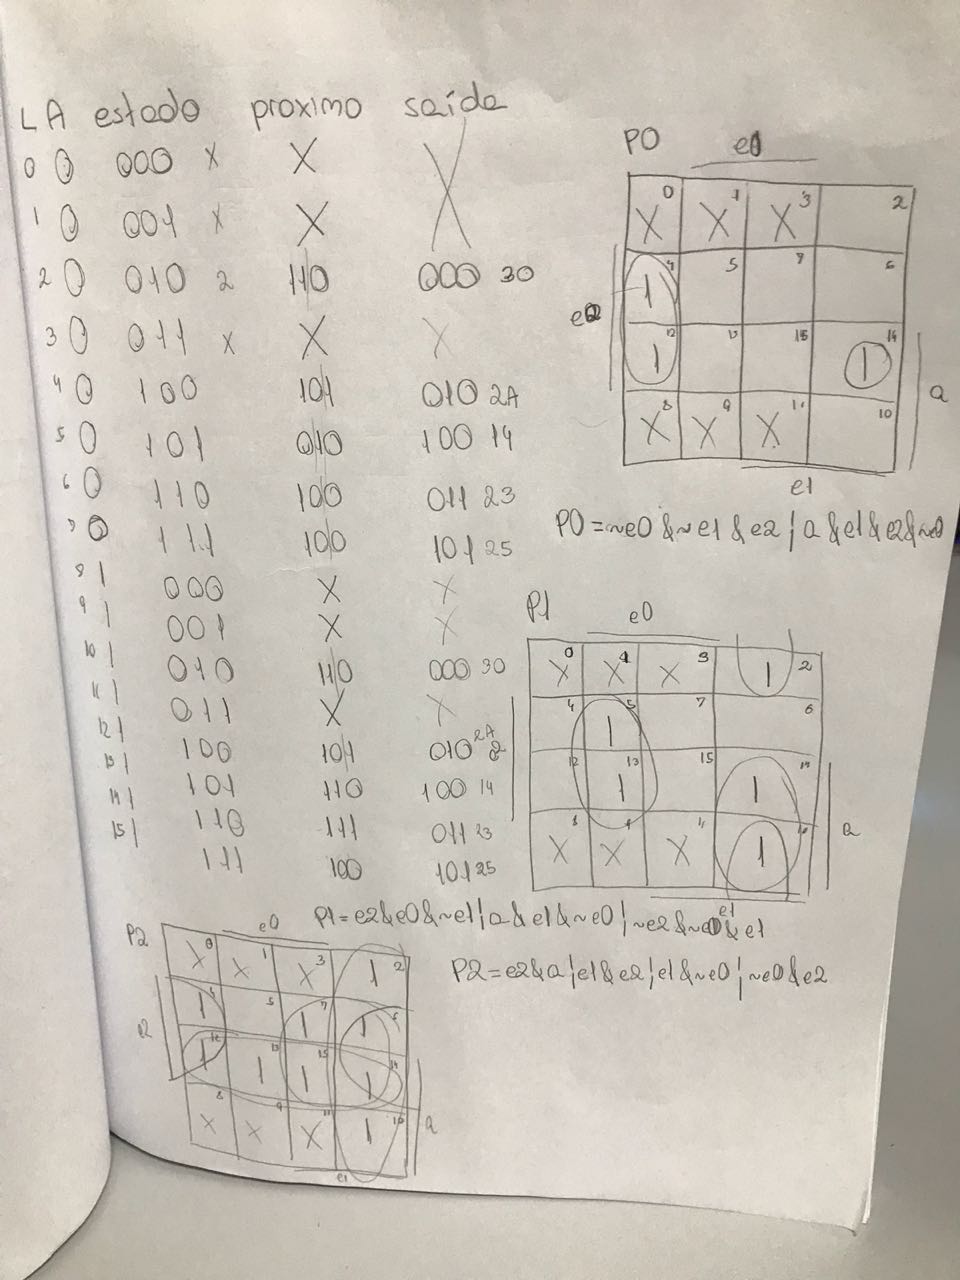 L A estado proximo saída
0 0 000 x X X
1 0 001 x X
2 0 010 2 110 000 30
3 0 011 x X X
4 0 100 101 010 2A
5 0 101 010 100 14
6 0 110 100 011 23
7 0 111 100 101 25
8 1 000 X X
9 1 001 X X
10 1 010 110 000 30
11 1 011 X X
12 1 100 101 010 2A
13 1 101 110 100 14
14 1 110 111 011 23
15 1 111 100 101 25
P0 e0
X 0 X 1 X 3 2
e2 1 4 5 7 6
1 12 13 15 1 14 a
X 8 X 9 X 11 10
e1
P0 = ~e0 & ~e1 & e2 | a & e1 & e2 & ~e0
P1 e0
X 0 X 1 X 3 1 2
4 1 5 7 6
12 1 13 15 1 14 a
X 8 X 9 X 11 1 10
e1
P1 = e2 & e0 & ~e1 | a & e1 & ~e0 | ~e2 & ~e0 & e1
P2 e0
X 0 X 1 X 3 1 2
e2 1 4 5 1 7 1 6
1 12 1 13 1 15 1 14 a
X 8 X 9 X 11 1 10
e1
P2 = e2 & a | e1 & e2 | e1 & ~e0 | ~e0 & e2